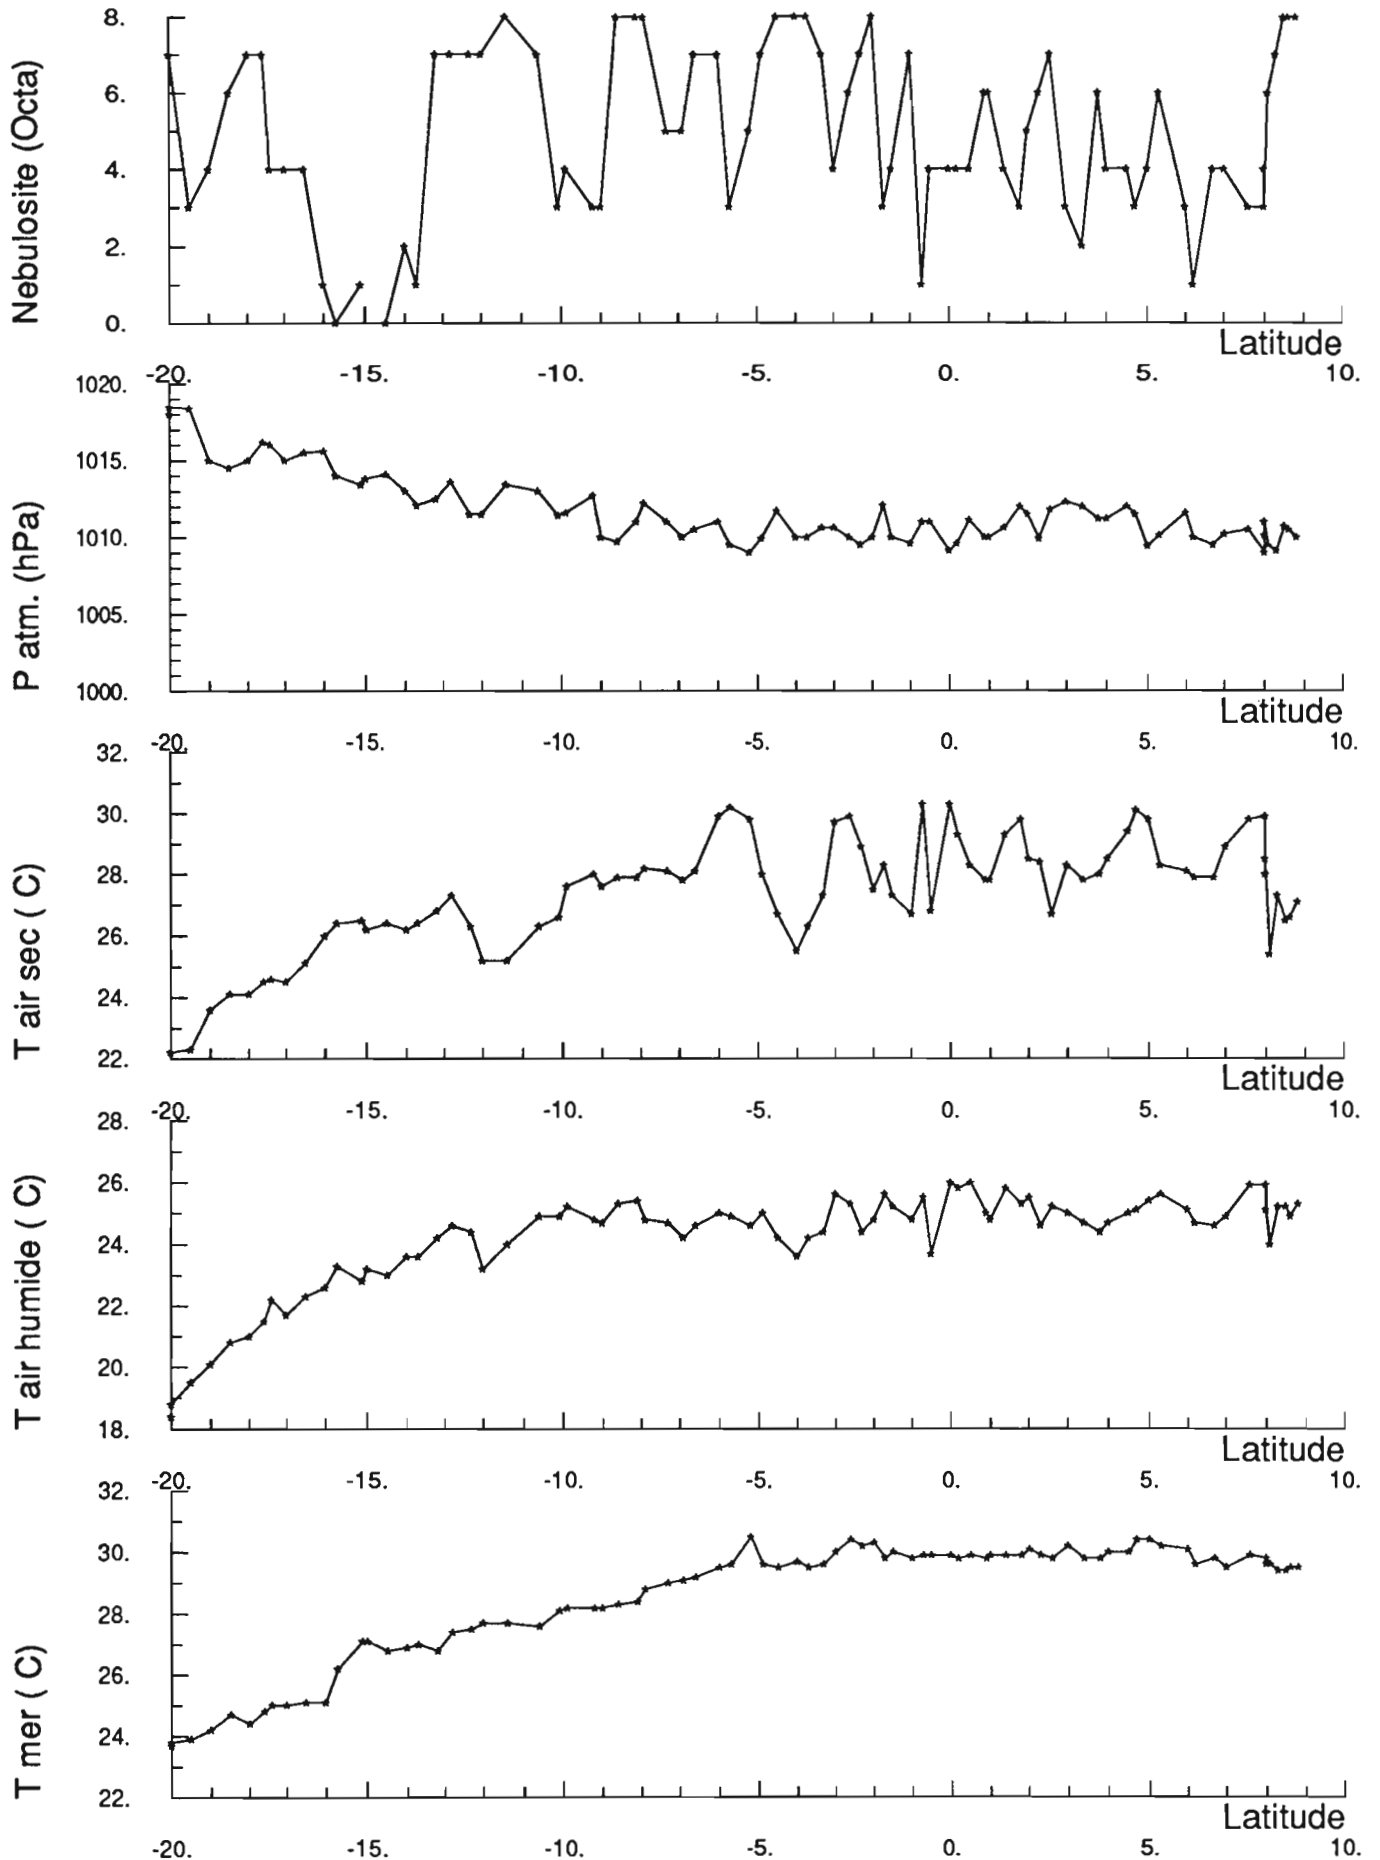 Nebulosite (Octa)
8.
6.
4.
2.
0.
Latitude
-20. -15. -10. -5. 0. 5. 10.
P atm. (hPa)
1020.
1015.
1010.
1005.
1000.
Latitude
-20. -15. -10. -5. 0. 5. 10.
T air sec ( C)
32.
30.
28.
26.
24.
22.
Latitude
-20. -15. -10. -5. 0. 5. 10.
T air humide ( C)
28.
26.
24.
22.
20.
18.
Latitude
-20. -15. -10. -5. 0. 5. 10.
T mer ( C)
32.
30.
28.
26.
24.
22.
Latitude
-20. -15. -10. -5. 0. 5. 10.